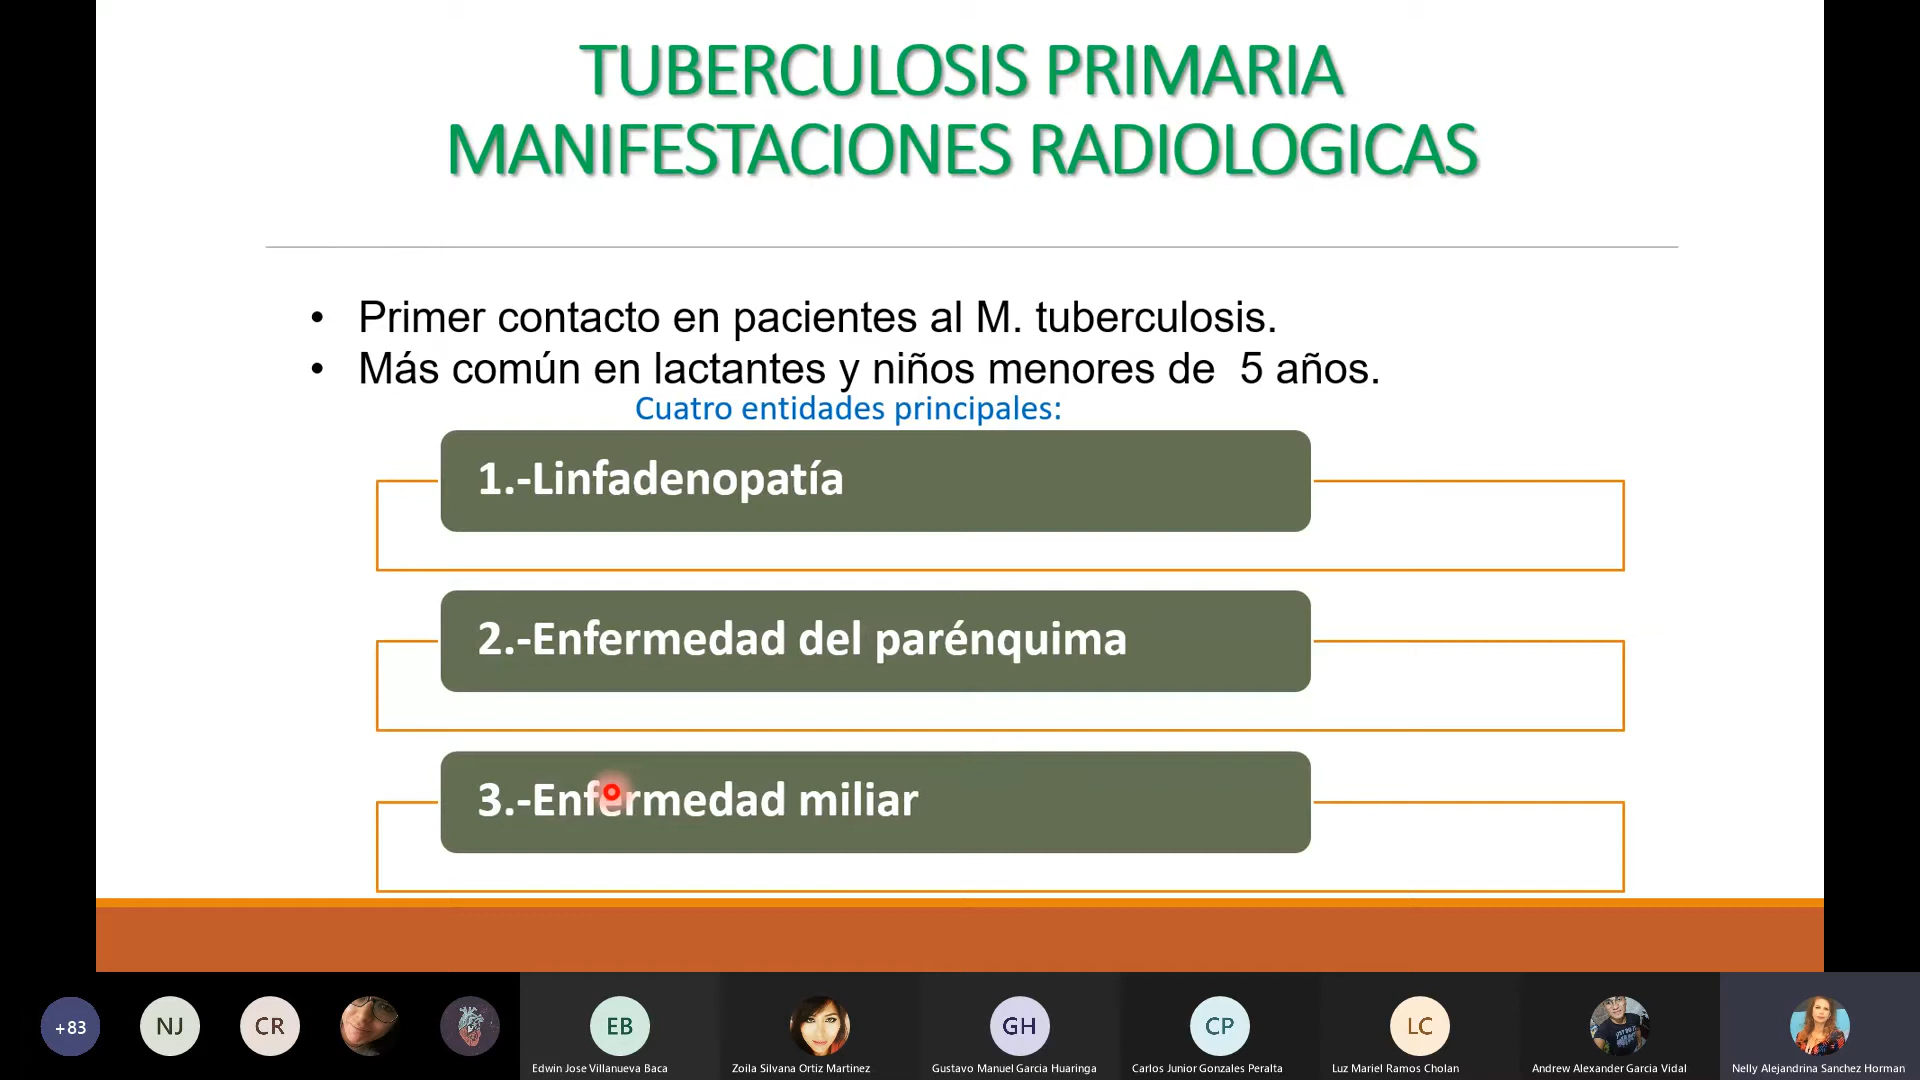 TUBERCULOSIS PRIMARIA
MANIFESTACIONES RADIOLOGICAS
• Primer contacto en pacientes al M. tuberculosis.
• Más común en lactantes y niños menores de  5 años.
Cuatro entidades principales:
1.-Linfadenopatía
2.-Enfermedad del parénquima
3.-Enfermedad miliar
+83
NJ
CR
EB
GH
CP
LC
Edwin Jose Villanueva Baca
Zoila Silvana Ortiz Martinez
Gustavo Manuel Garcia Huaringa
Carlos Junior Gonzales Peralta
Luz Mariel Ramos Cholan
Andrew Alexander Garcia Vidal
Nelly Alejandrina Sanchez Horman